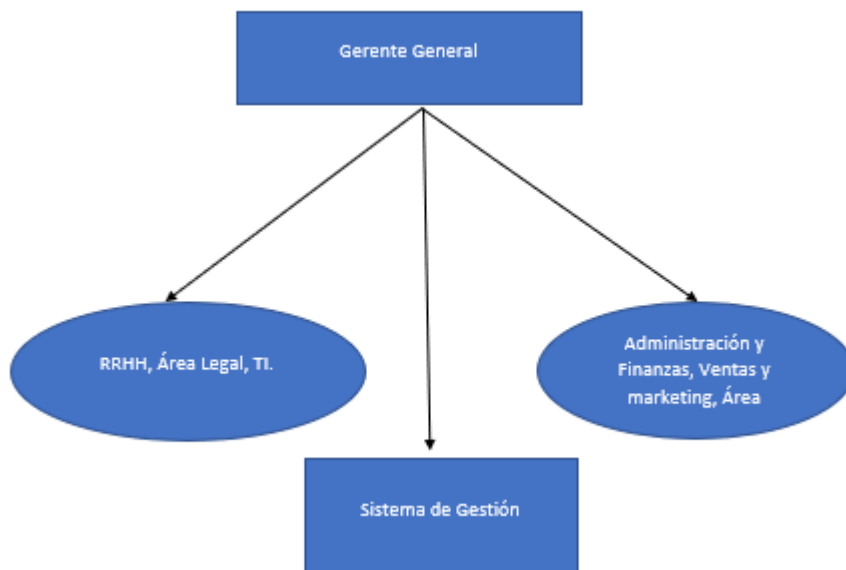 Gerente General
RRHH, Área Legal, TI.
Administración y
Finanzas, Ventas y
marketing, Área
Sistema de Gestión